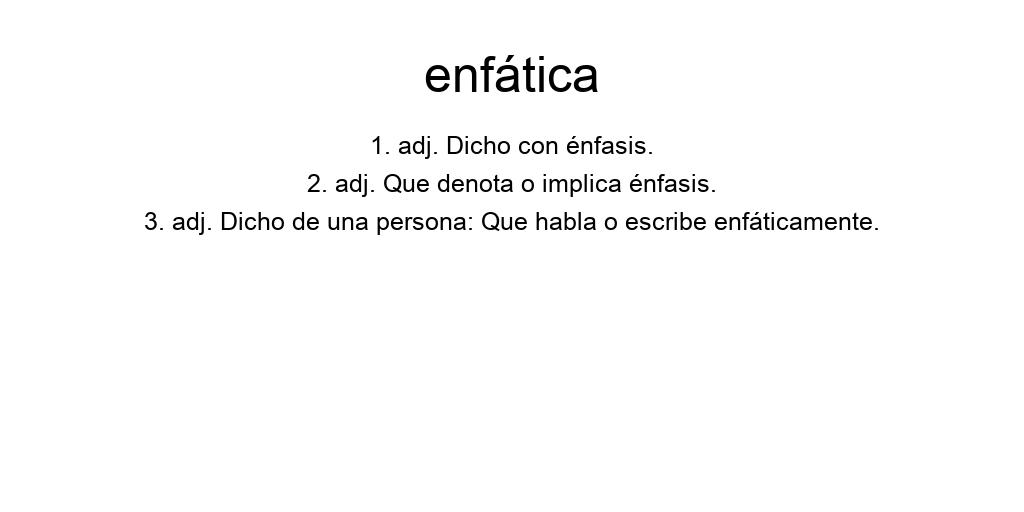 enfática
1. adj. Dicho con énfasis.
2. adj. Que denota o implica énfasis.
3. adj. Dicho de una persona: Que habla o escribe enfáticamente.